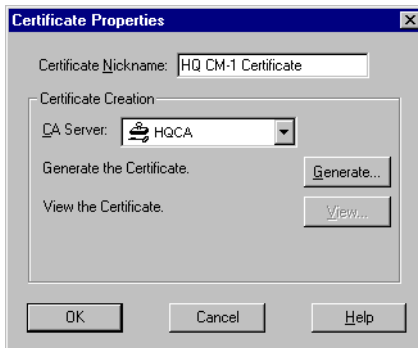 Certificate Properties
Certificate Nickname: HQ CM-1 Certificate
Certificate Creation
CA Server: HQCA
Generate the Certificate. Generate...
View the Certificate. View...
OK Cancel Help